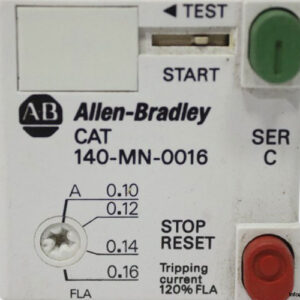 ◄ TEST
START
AB Allen-Bradley
CAT
140-MN-0016
SER
C
A 0.10
0.12
0.14
0.16
FLA
STOP
RESET
Tripping
current
120% FLA